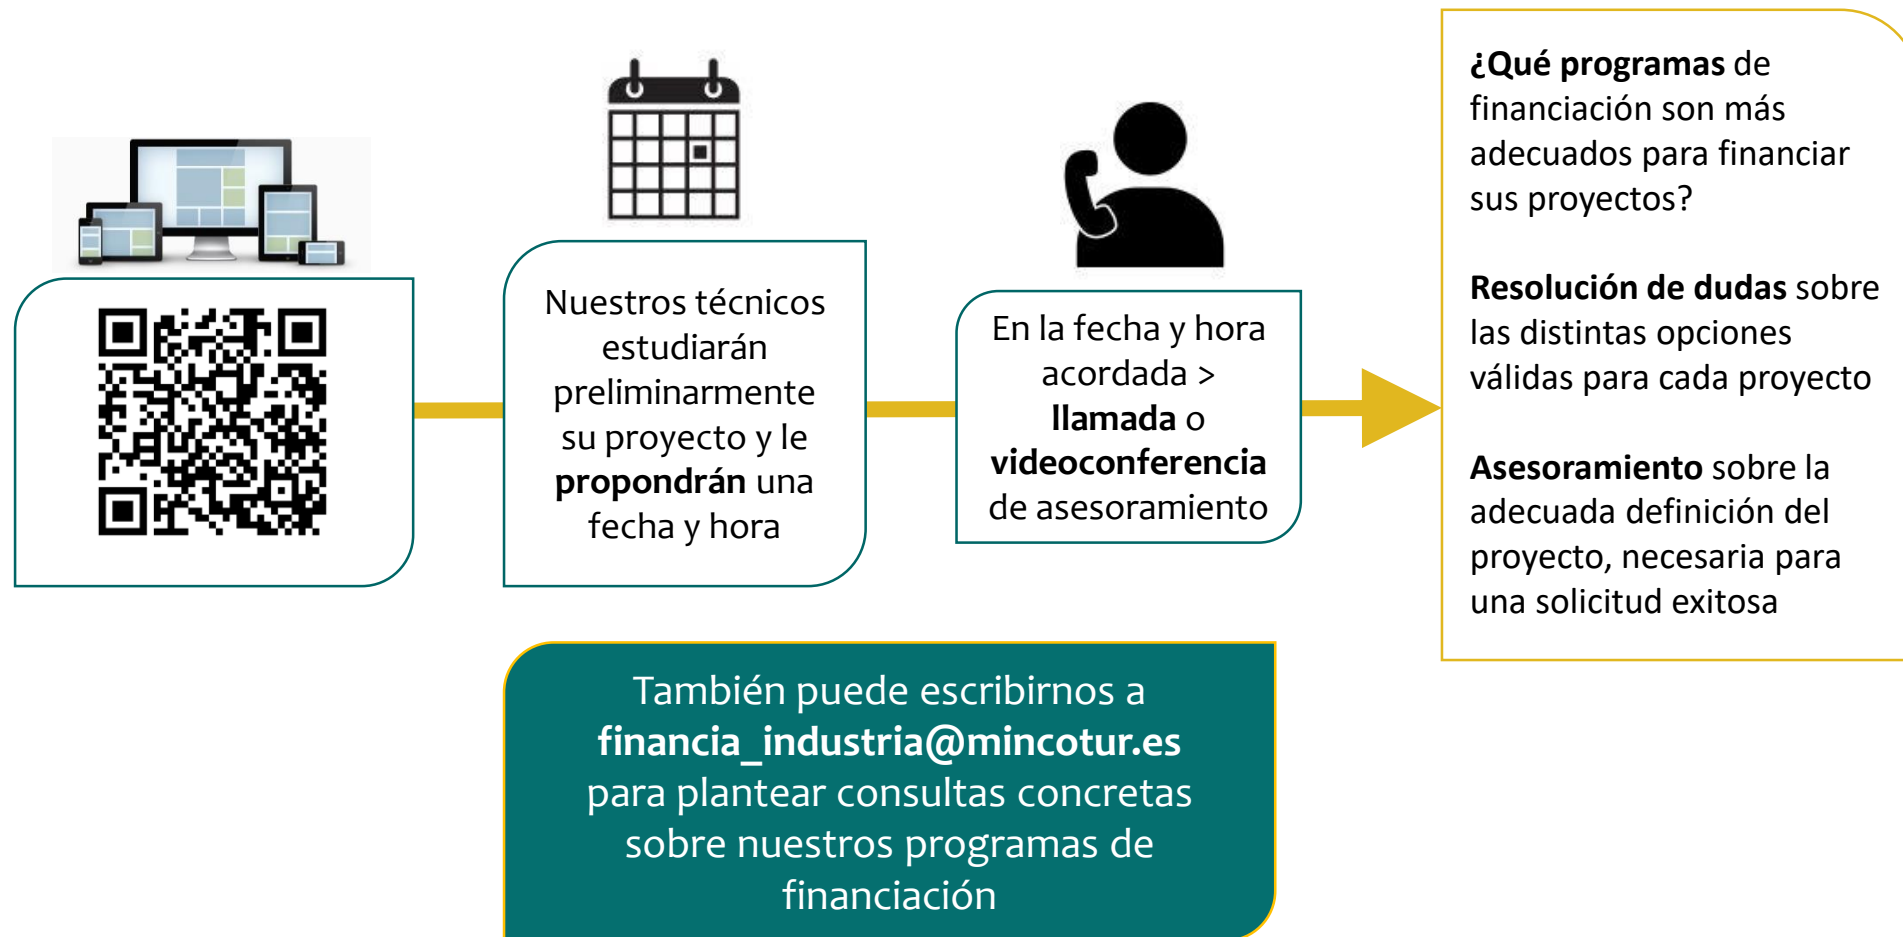 Nuestros técnicos
estudiarán
preliminarmente
su proyecto y le
propondrán una
fecha y hora
En la fecha y hora
acordada >
llamada o
videoconferencia
de asesoramiento
¿Qué programas de
financiación son más
adecuados para financiar
sus proyectos?
Resolución de dudas sobre
las distintas opciones
válidas para cada proyecto
Asesoramiento sobre la
adecuada definición del
proyecto, necesaria para
una solicitud exitosa
También puede escribirnos a
financia_industria@mincotur.es
para plantear consultas concretas
sobre nuestros programas de
financiación